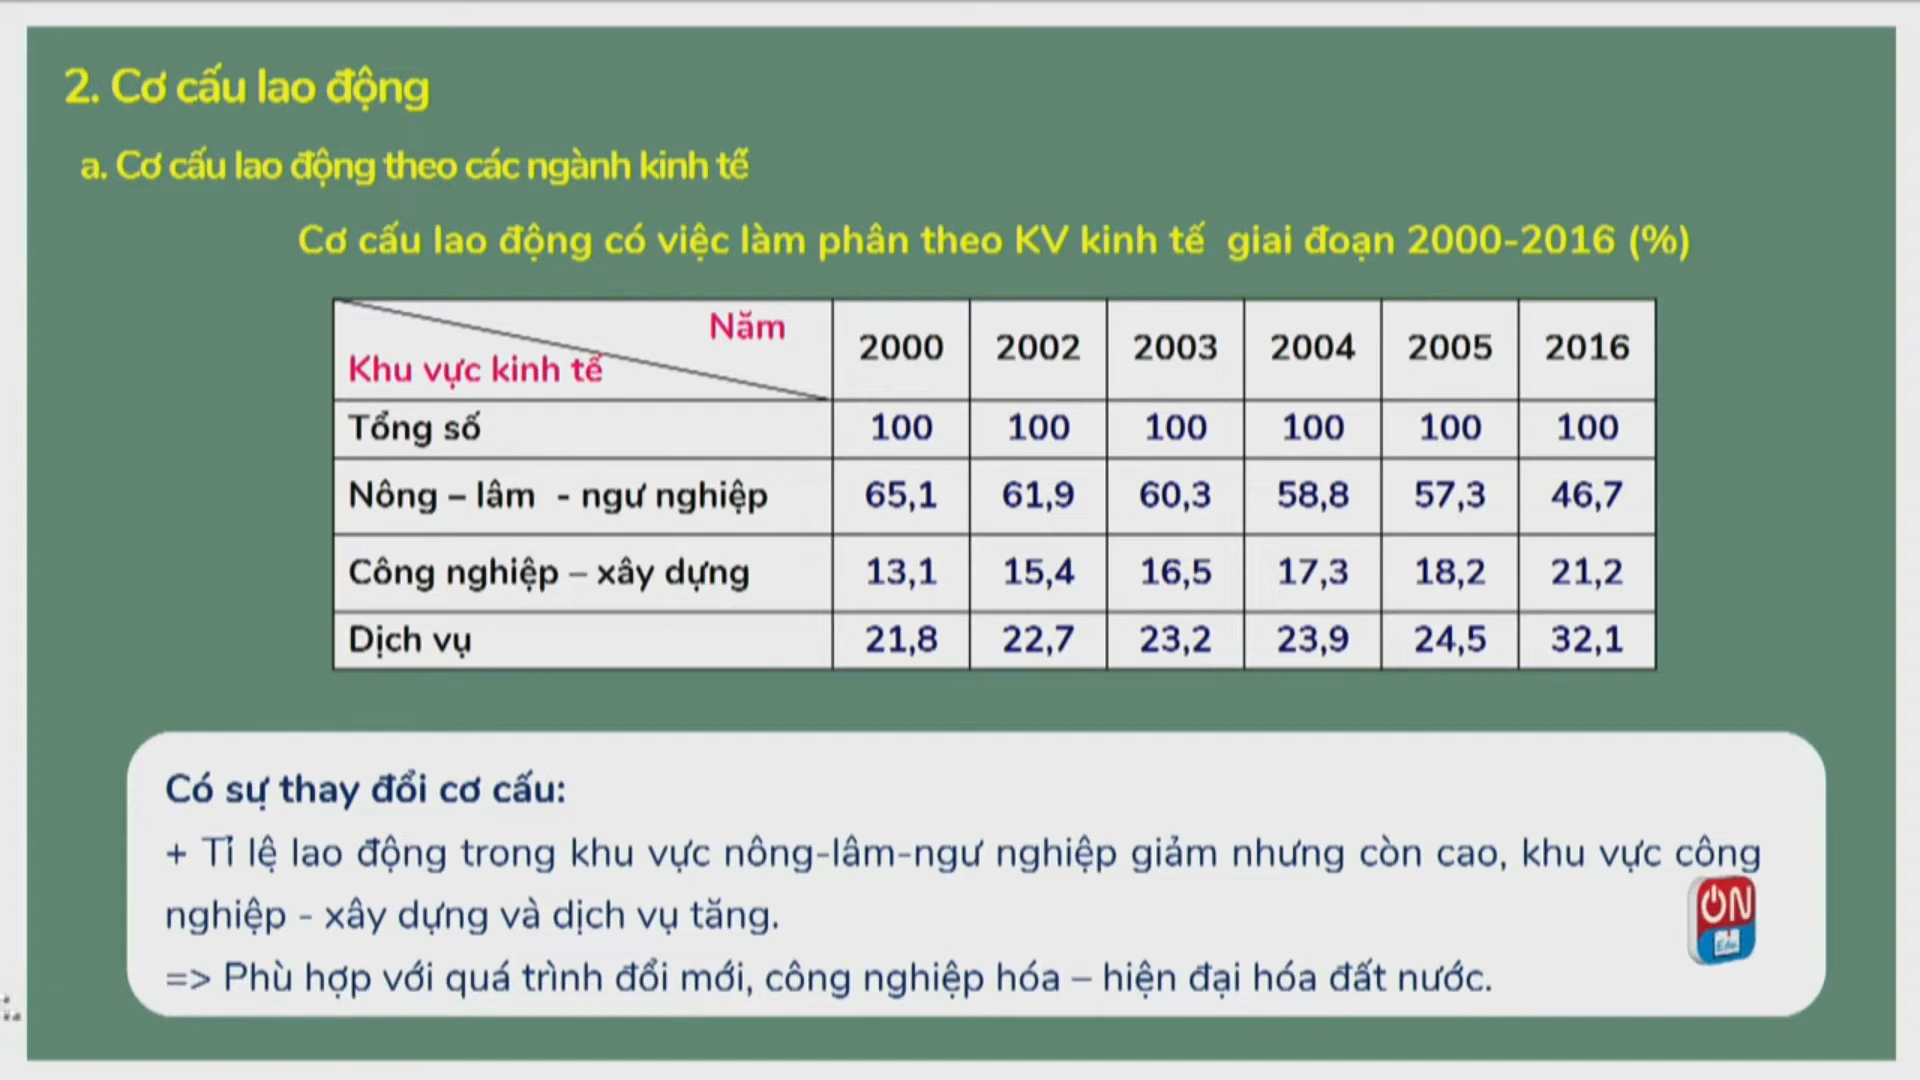 2. Cơ cấu lao động
a. Cơ cấu lao động theo các ngành kinh tế
Cơ cấu lao động có việc làm phân theo KV kinh tế giai đoạn 2000-2016 (%)
Năm
Khu vực kinh tế
2000 2002 2003 2004 2005 2016
Tổng số 100 100 100 100 100 100
Nông – lâm - ngư nghiệp 65,1 61,9 60,3 58,8 57,3 46,7
Công nghiệp – xây dựng 13,1 15,4 16,5 17,3 18,2 21,2
Dịch vụ 21,8 22,7 23,2 23,9 24,5 32,1
Có sự thay đổi cơ cấu:
+ Tỉ lệ lao động trong khu vực nông-lâm-ngư nghiệp giảm nhưng còn cao, khu vực công
nghiệp - xây dựng và dịch vụ tăng.
=> Phù hợp với quá trình đổi mới, công nghiệp hóa – hiện đại hóa đất nước.
ON
Edu